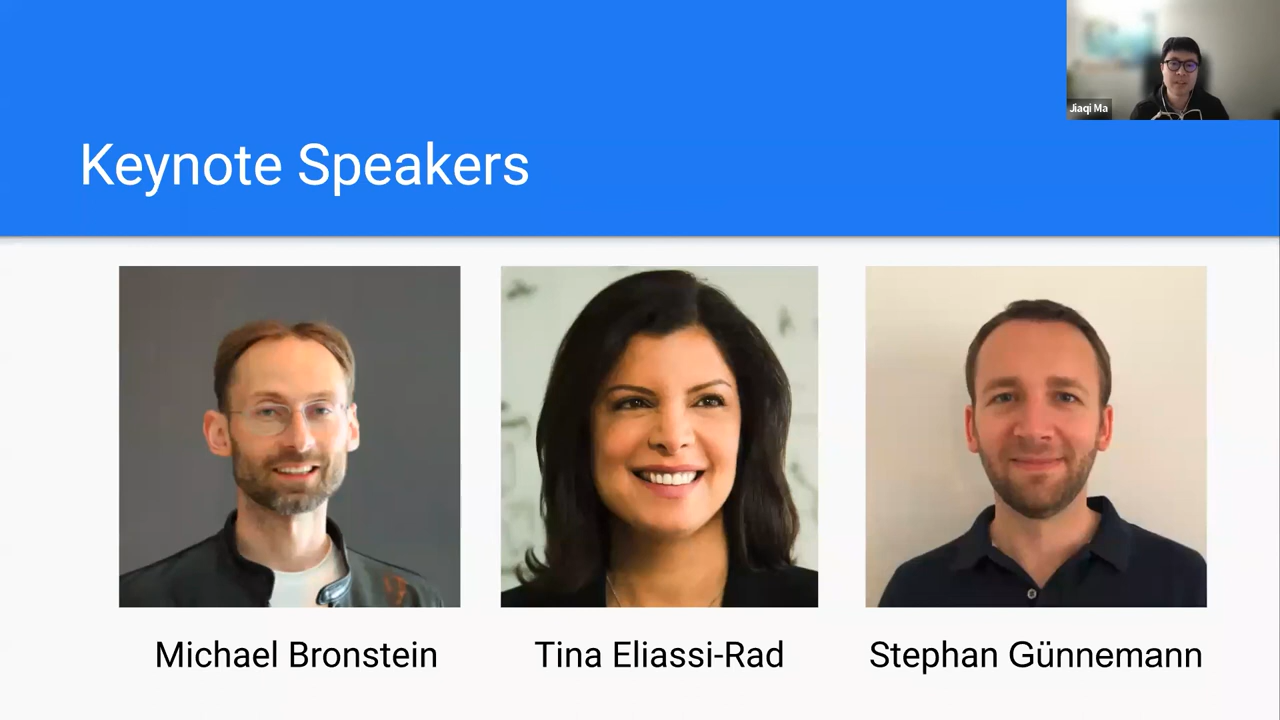 Jiaqi Ma
Keynote Speakers
Michael Bronstein
Tina Eliassi-Rad
Stephan Günnemann